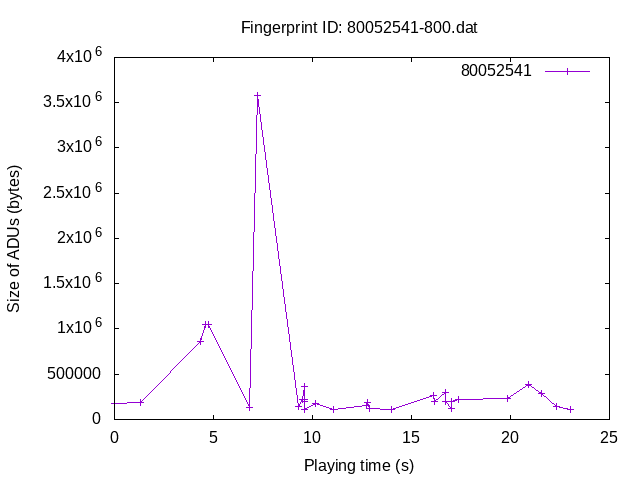 Fingerprint ID: 80052541-800.dat
80052541
4x10^6
3.5x10^6
3x10^6
2.5x10^6
2x10^6
1.5x10^6
1x10^6
500000
0
Size of ADUs (bytes)
0 5 10 15 20 25
Playing time (s)